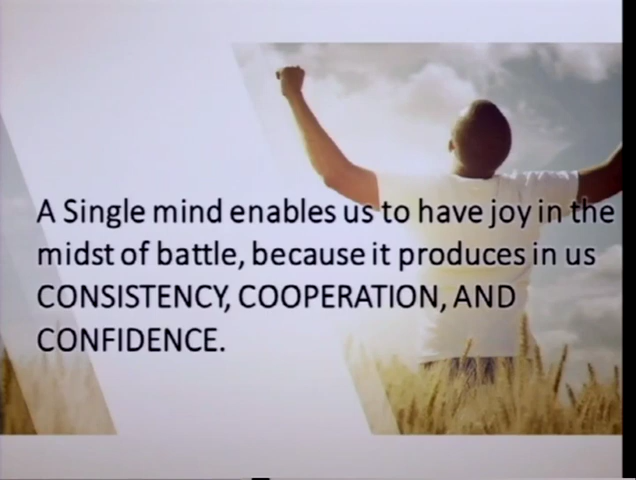 A Single mind enables us to have joy in the
midst of battle, because it produces in us
CONSISTENCY, COOPERATION, AND
CONFIDENCE.